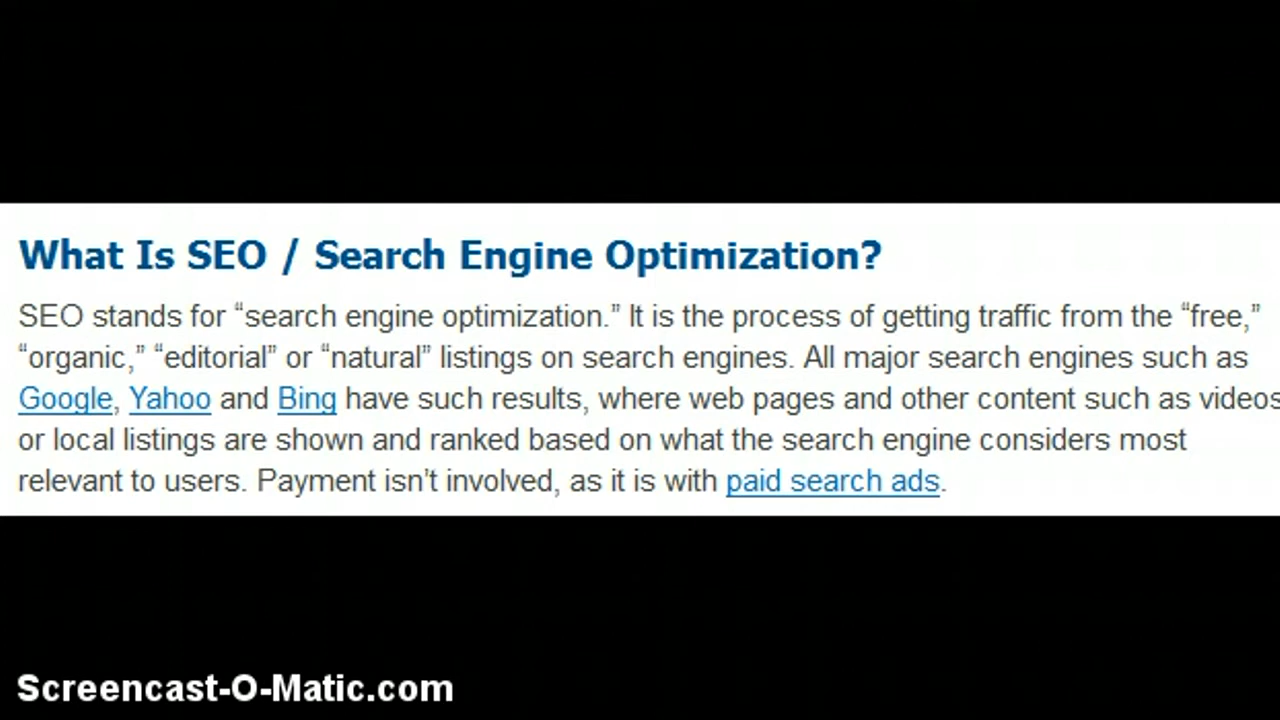 What Is SEO / Search Engine Optimization?
SEO stands for “search engine optimization.” It is the process of getting traffic from the “free,”
“organic,” “editorial” or “natural” listings on search engines. All major search engines such as
Google, Yahoo and Bing have such results, where web pages and other content such as videos
or local listings are shown and ranked based on what the search engine considers most
relevant to users. Payment isn’t involved, as it is with paid search ads.
Screencast-O-Matic.com